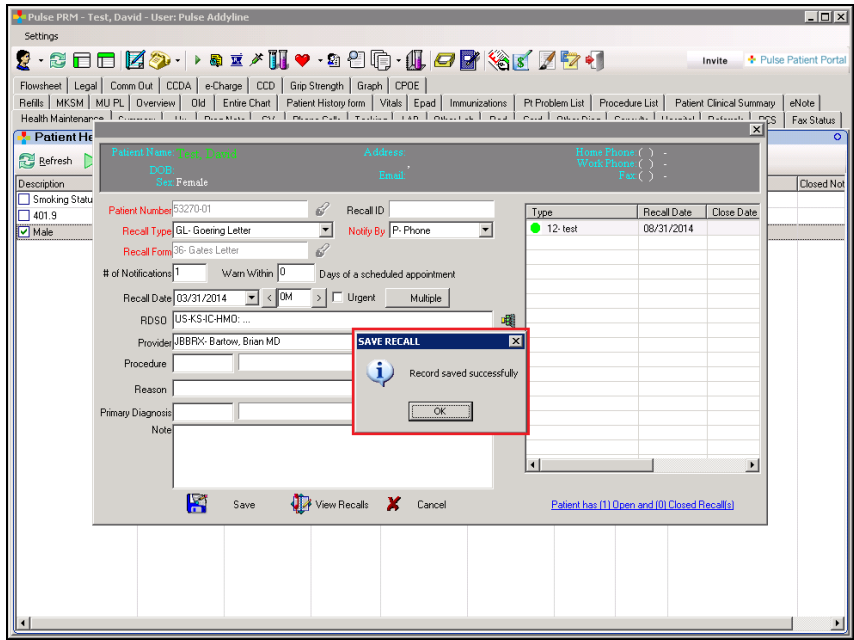 Pulse PRM - Test, David - User: Pulse Addyline
Settings
Invite Pulse Patient Portal
Flowsheet Legal Comm Out CCDA e-Charge CCD Grip Strength Graph CPOE
Refills MKSM MU PL Overview Old Entire Chart Patient History form Vitals Epad Immunizations Pt Problem List Procedure List Patient Clinical Summary eNote
Health Maintenance Fax Status
Patient He
Refresh
Description Closed Not
Smoking Statu
401.9
Male
Patient Name Test, David Address: Home Phone:( ) -
Work Phone:( ) -
DOB: Email: Fax:( ) -
Sex: Female
Patient Number 53270-01 Recall ID
Recall Type GL- Goering Letter Notify By P- Phone
Recall Form 36- Gates Letter
# of Notifications 1 Warn Within 0 Days of a scheduled appointment
Recall Date 03/31/2014 < 0M > Urgent Multiple
RDSO US-KS-IC-HMO: ...
Provider JBBRX- Bartow, Brian MD
Procedure
Reason
Primary Diagnosis
Note
Type Recall Date Close Date
12- test 08/31/2014
SAVE RECALL
Record saved successfully
OK
Save View Recalls Cancel Patient has (1) Open and (0) Closed Recall(s)